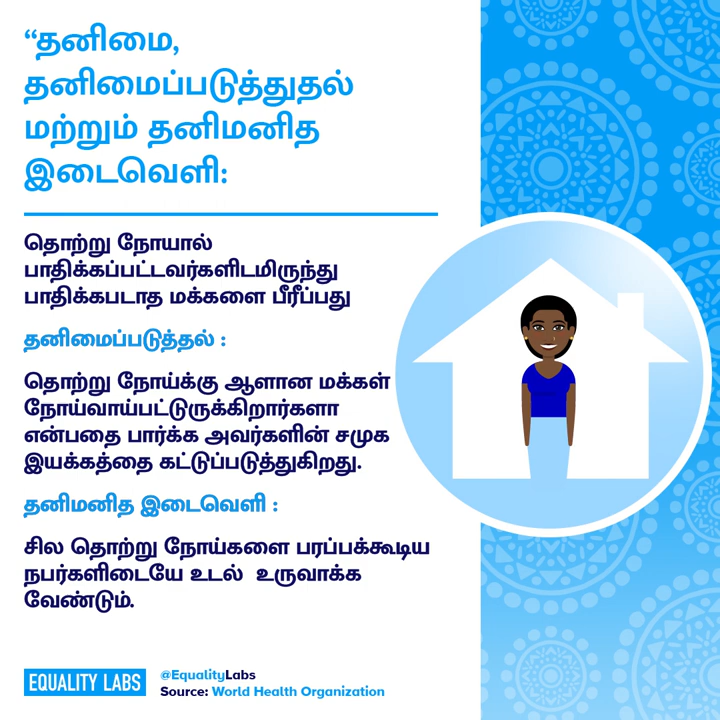 “தனிமை,
தனிமைப்படுத்துதல்
மற்றும் தனிமனித
இடைவெளி:
தொற்று நோயால்
பாதிக்கப்பட்டவர்களிடமிருந்து
பாதிக்கபடாத மக்களை பீரீப்பது
தனிமைப்படுத்தல் :
தொற்று நோய்க்கு ஆளான மக்கள்
நோய்வாய்பட்டுருக்கிறார்களா
என்பதை பார்க்க அவர்களின் சமுக
இயக்கத்தை கட்டுப்படுத்துகிறது.
தனிமனித இடைவெளி :
சில தொற்று நோய்களை பரப்பக்கூடிய
நபர்களிடையே உடல் உருவாக்க
வேண்டும்.
EQUALITY LABS
@EqualityLabs
Source: World Health Organization